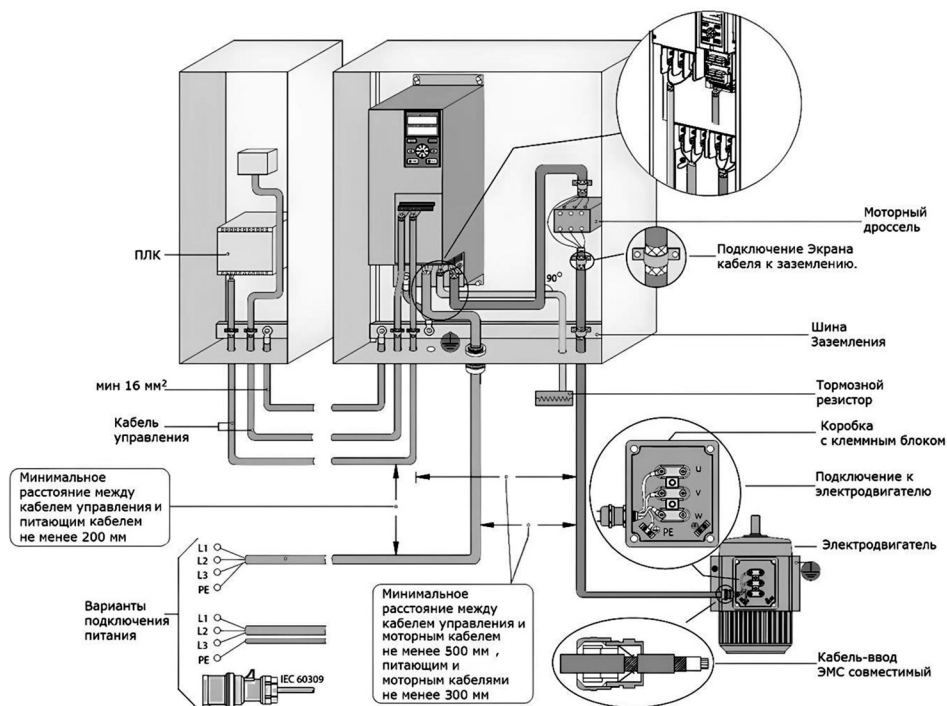 ПЛК
90°
Моторный
дроссель
Подключение Экрана
кабеля к заземлению.
Шина
Заземления
мин 16 мм²
Тормозной
резистор
Кабель
управления
Коробка
с клеммным блоком
Минимальное
расстояние между
кабелем управления и
питающим кабелем
не менее 200 мм
U
V
W
PE
Подключение к
электродвигателю
Электродвигатель
L1
L2
L3
PE
Варианты
подключения
питания
L1
L2
L3
PE
IEC 60309
Минимальное
расстояние между
кабелем управления и
моторным кабелем
не менее 500 мм ,
питающим и
моторным кабелями
не менее 300 мм
Кабель-ввод
ЭМС совместимый